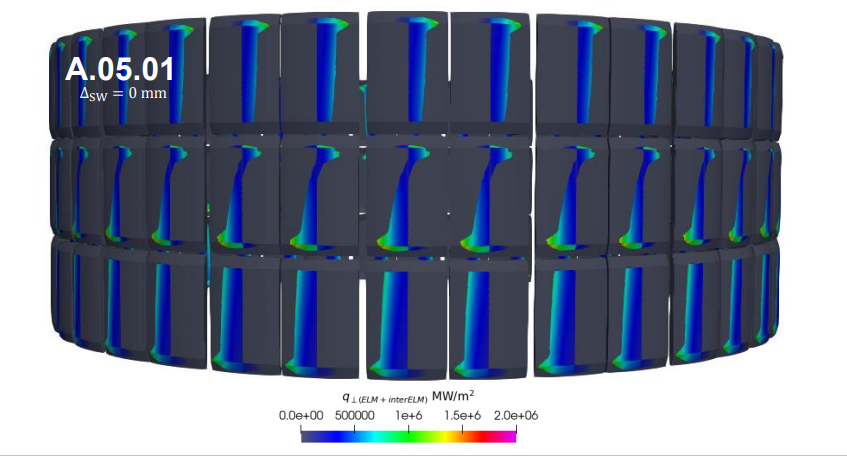 A.05.01
Δ_SW = 0 mm
q⊥(ELM + interELM) MW/m²
0.0e+00 500000 1e+6 1.5e+6 2.0e+06